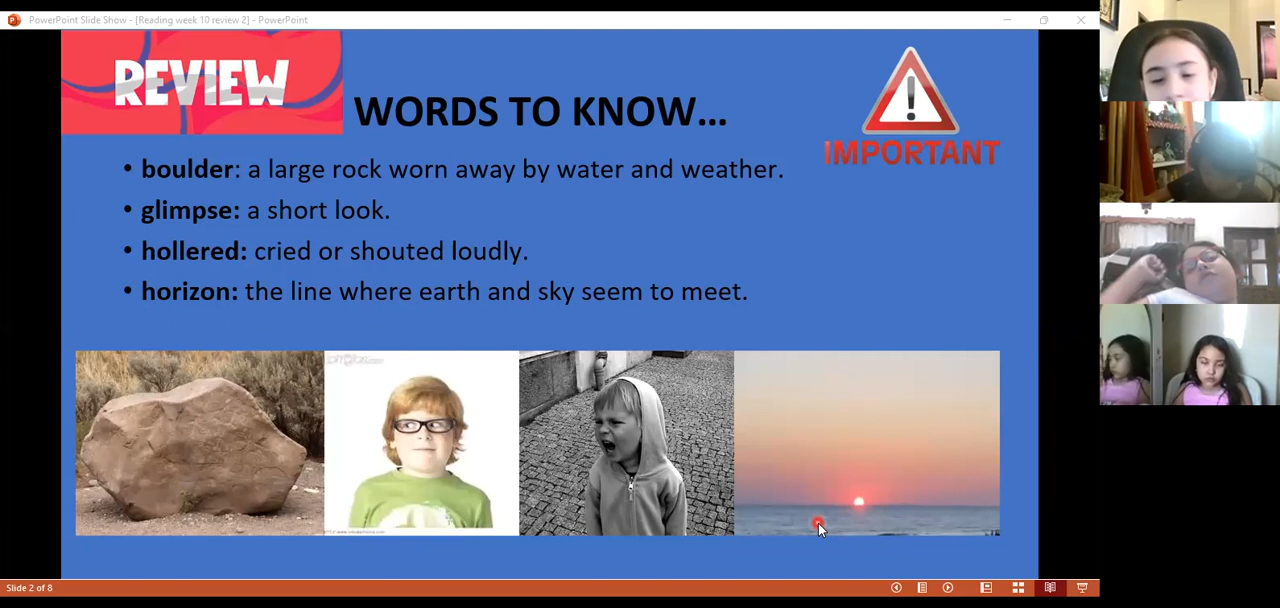 PowerPoint Slide Show - [Reading week 10 review 2] - PowerPoint
REVIEW
WORDS TO KNOW...
IMPORTANT
• boulder: a large rock worn away by water and weather.
• glimpse: a short look.
• hollered: cried or shouted loudly.
• horizon: the line where earth and sky seem to meet.
Slide 2 of 8